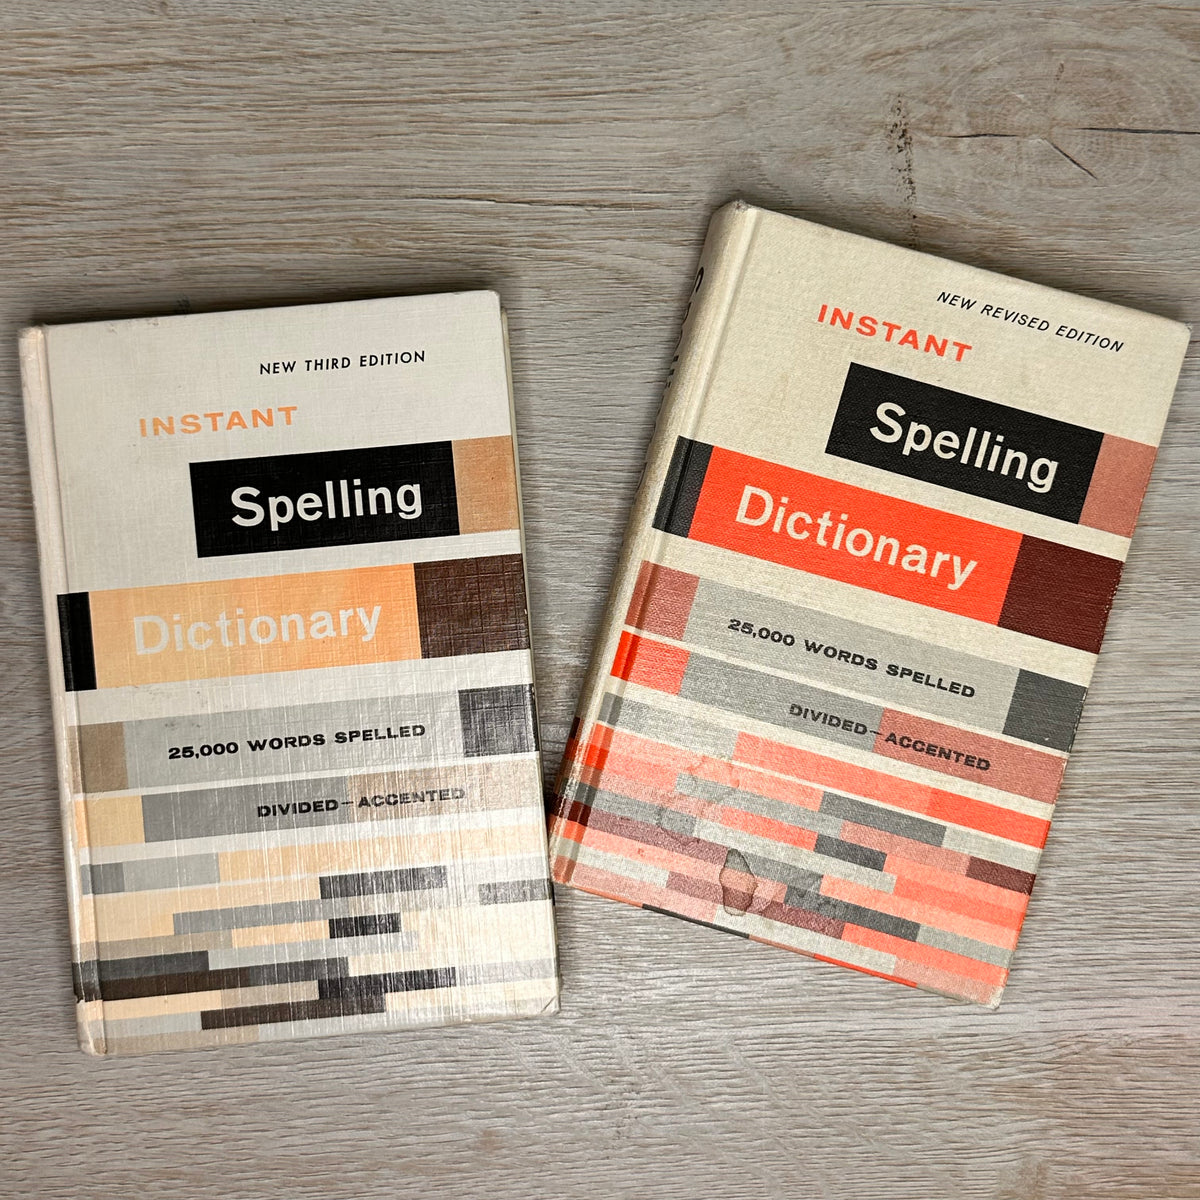 NEW THIRD EDITION
INSTANT
Spelling
Dictionary
25,000 WORDS SPELLED
DIVIDED—ACCENTED
NEW REVISED EDITION
INSTANT
Spelling
Dictionary
25,000 WORDS SPELLED
DIVIDED—ACCENTED